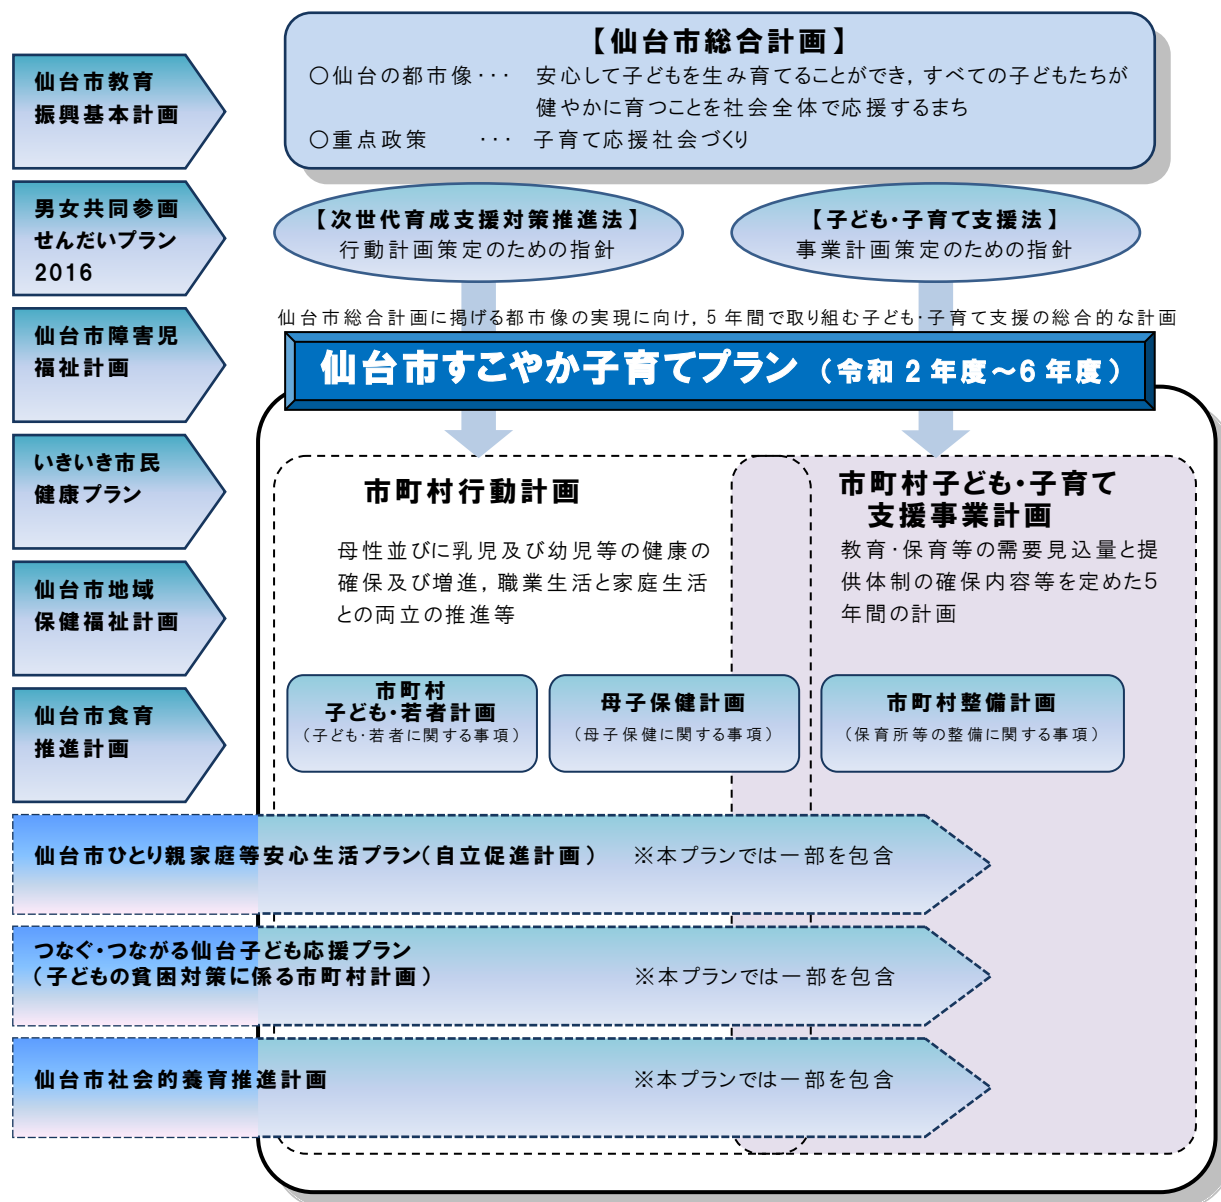 【仙台市総合計画】
○仙台の都市像・・・　安心して子どもを生み育てることができ，すべての子どもたちが
健やかに育つことを社会全体で応援するまち
○重点政策　・・・　子育て応援社会づくり
仙台市教育
振興基本計画
男女共同参画
せんだいプラン
2016
仙台市障害児
福祉計画
いきいき市民
健康プラン
仙台市地域
保健福祉計画
仙台市食育
推進計画
【次世代育成支援対策推進法】
行動計画策定のための指針
【子ども・子育て支援法】
事業計画策定のための指針
仙台市総合計画に掲げる都市像の実現に向け，5年間で取り組む子ども・子育て支援の総合的な計画
仙台市すこやか子育てプラン（令和2年度～6年度）
市町村行動計画
母性並びに乳児及び幼児等の健康の
確保及び増進，職業生活と家庭生活
との両立の推進等
市町村子ども・子育て
支援事業計画
教育・保育等の需要見込量と提
供体制の確保内容等を定めた5
年間の計画
市町村
子ども・若者計画
（子ども・若者に関する事項）
母子保健計画
（母子保健に関する事項）
市町村整備計画
（保育所等の整備に関する事項）
仙台市ひとり親家庭等安心生活プラン（自立促進計画）　※本プランでは一部を包含
つなぐ・つながる仙台子ども応援プラン
（子どもの貧困対策に係る市町村計画）　※本プランでは一部を包含
仙台市社会的養育推進計画　※本プランでは一部を包含